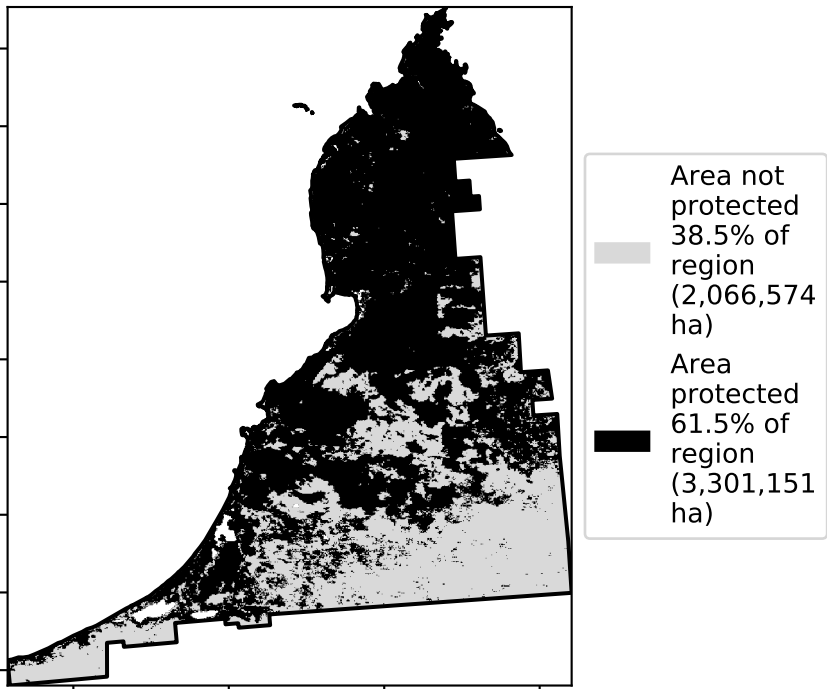 Area not
protected
38.5% of
region
(2,066,574
ha)
Area
protected
61.5% of
region
(3,301,151
ha)